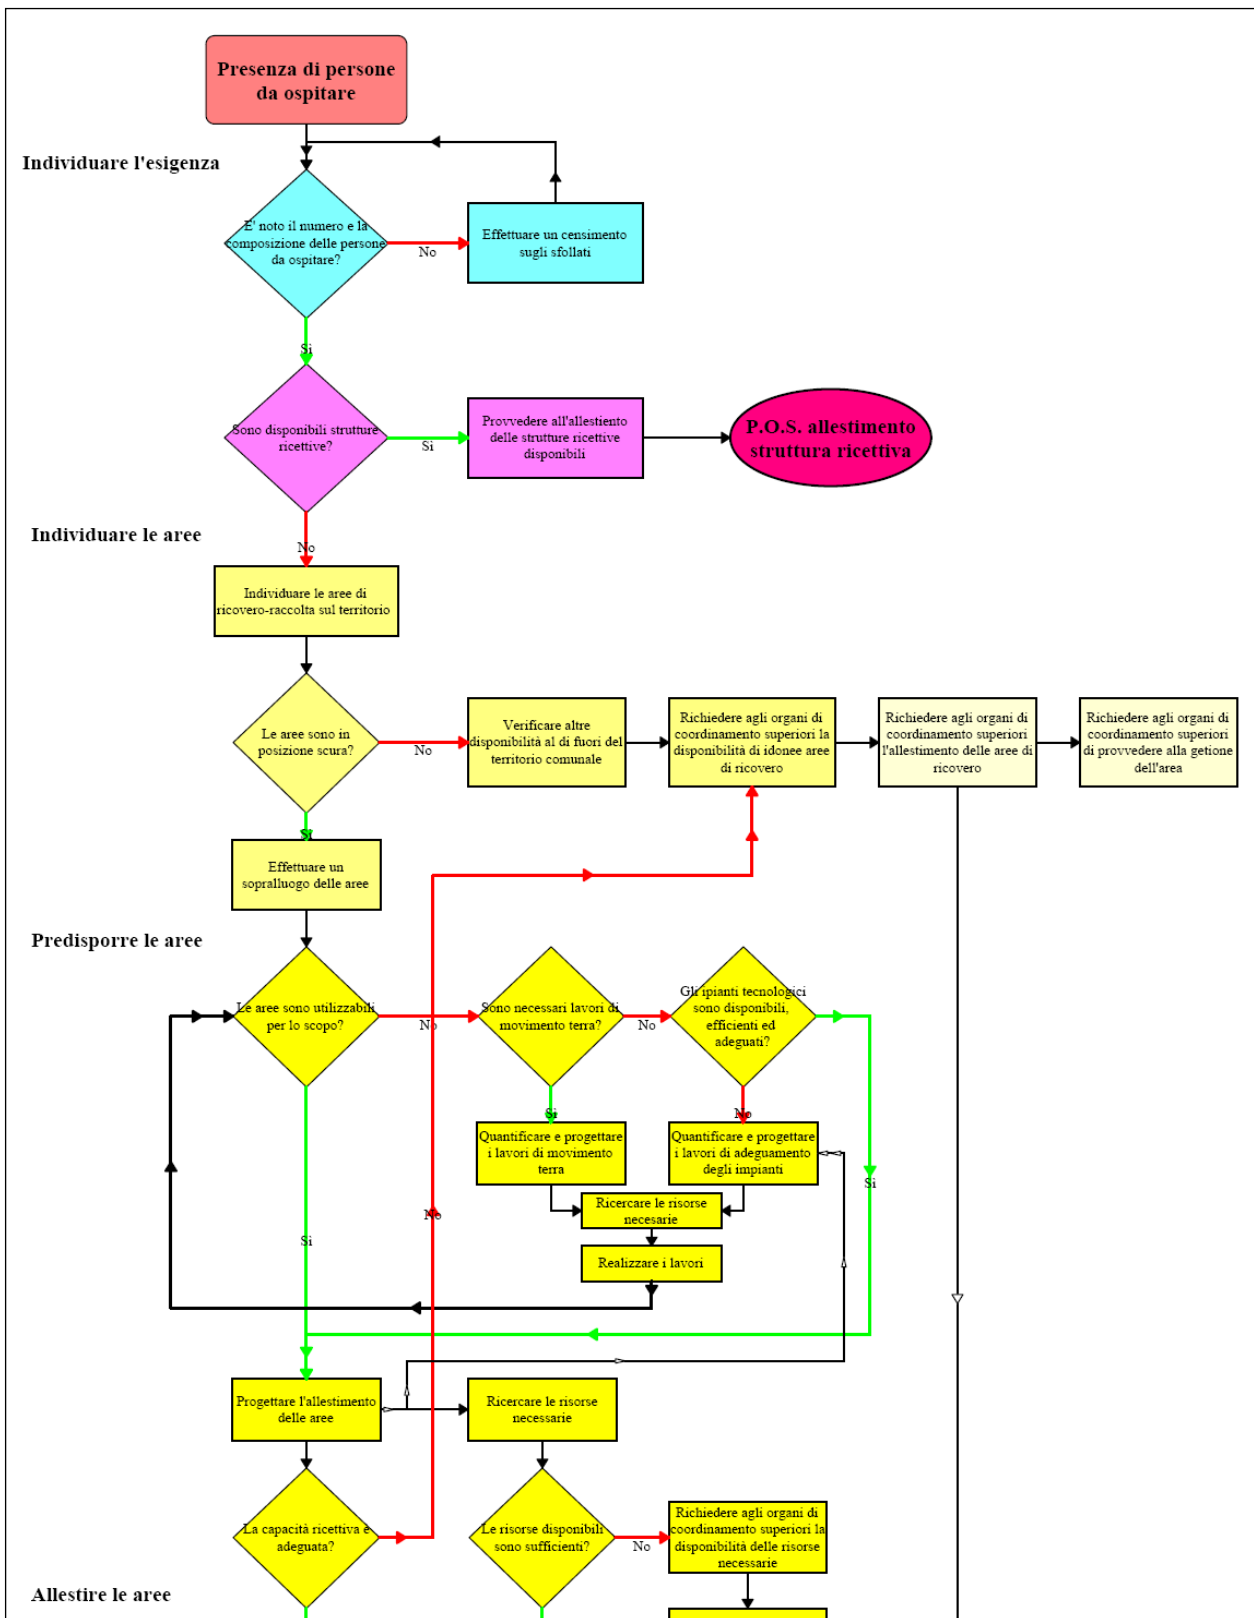 Presenza di persone
da ospitare
Individuare l'esigenza
E' noto il numero e la
composizione delle persone
da ospitare?
No
Effettuare un censimento
sugli sfollati
Si
Sono disponibili strutture
ricettive?
Si
Provvedere all'allestiento
delle strutture ricettive
disponibili
P.O.S. allestimento
struttura ricettiva
Individuare le aree
No
Individuare le aree di
ricovero-raccolta sul territorio
Le aree sono in
posizione scura?
No
Verificare altre
disponibilità al di fuori del
territorio comunale
Richiedere agli organi di
coordinamento superiori la
disponibilità di idonee aree
di ricovero
Richiedere agli organi di
coordinamento superiori
l'allestimento delle aree di
ricovero
Richiedere agli organi di
coordinamento superiori
di provvedere alla getione
dell'area
Si
Effettuare un
sopralluogo delle aree
Predisporre le aree
Le aree sono utilizzabili
per lo scopo?
No
Sono necessari lavori di
movimento terra?
No
Gli ipianti tecnologici
sono disponibili,
efficienti ed
adeguati?
Si
No
Quantificare e progettare
i lavori di movimento
terra
Quantificare e progettare
i lavori di adeguamento
degli impianti
Si
Ricercare le risorse
necesarie
No
Si
Realizzare i lavori
Progettare l'allestimento
delle aree
Ricercare le risorse
necessarie
La capacità ricettiva è
adeguata?
Le risorse disponibili
sono sufficienti?
No
Richiedere agli organi di
coordinamento superiori la
disponibilità delle risorse
necessarie
Allestire le aree